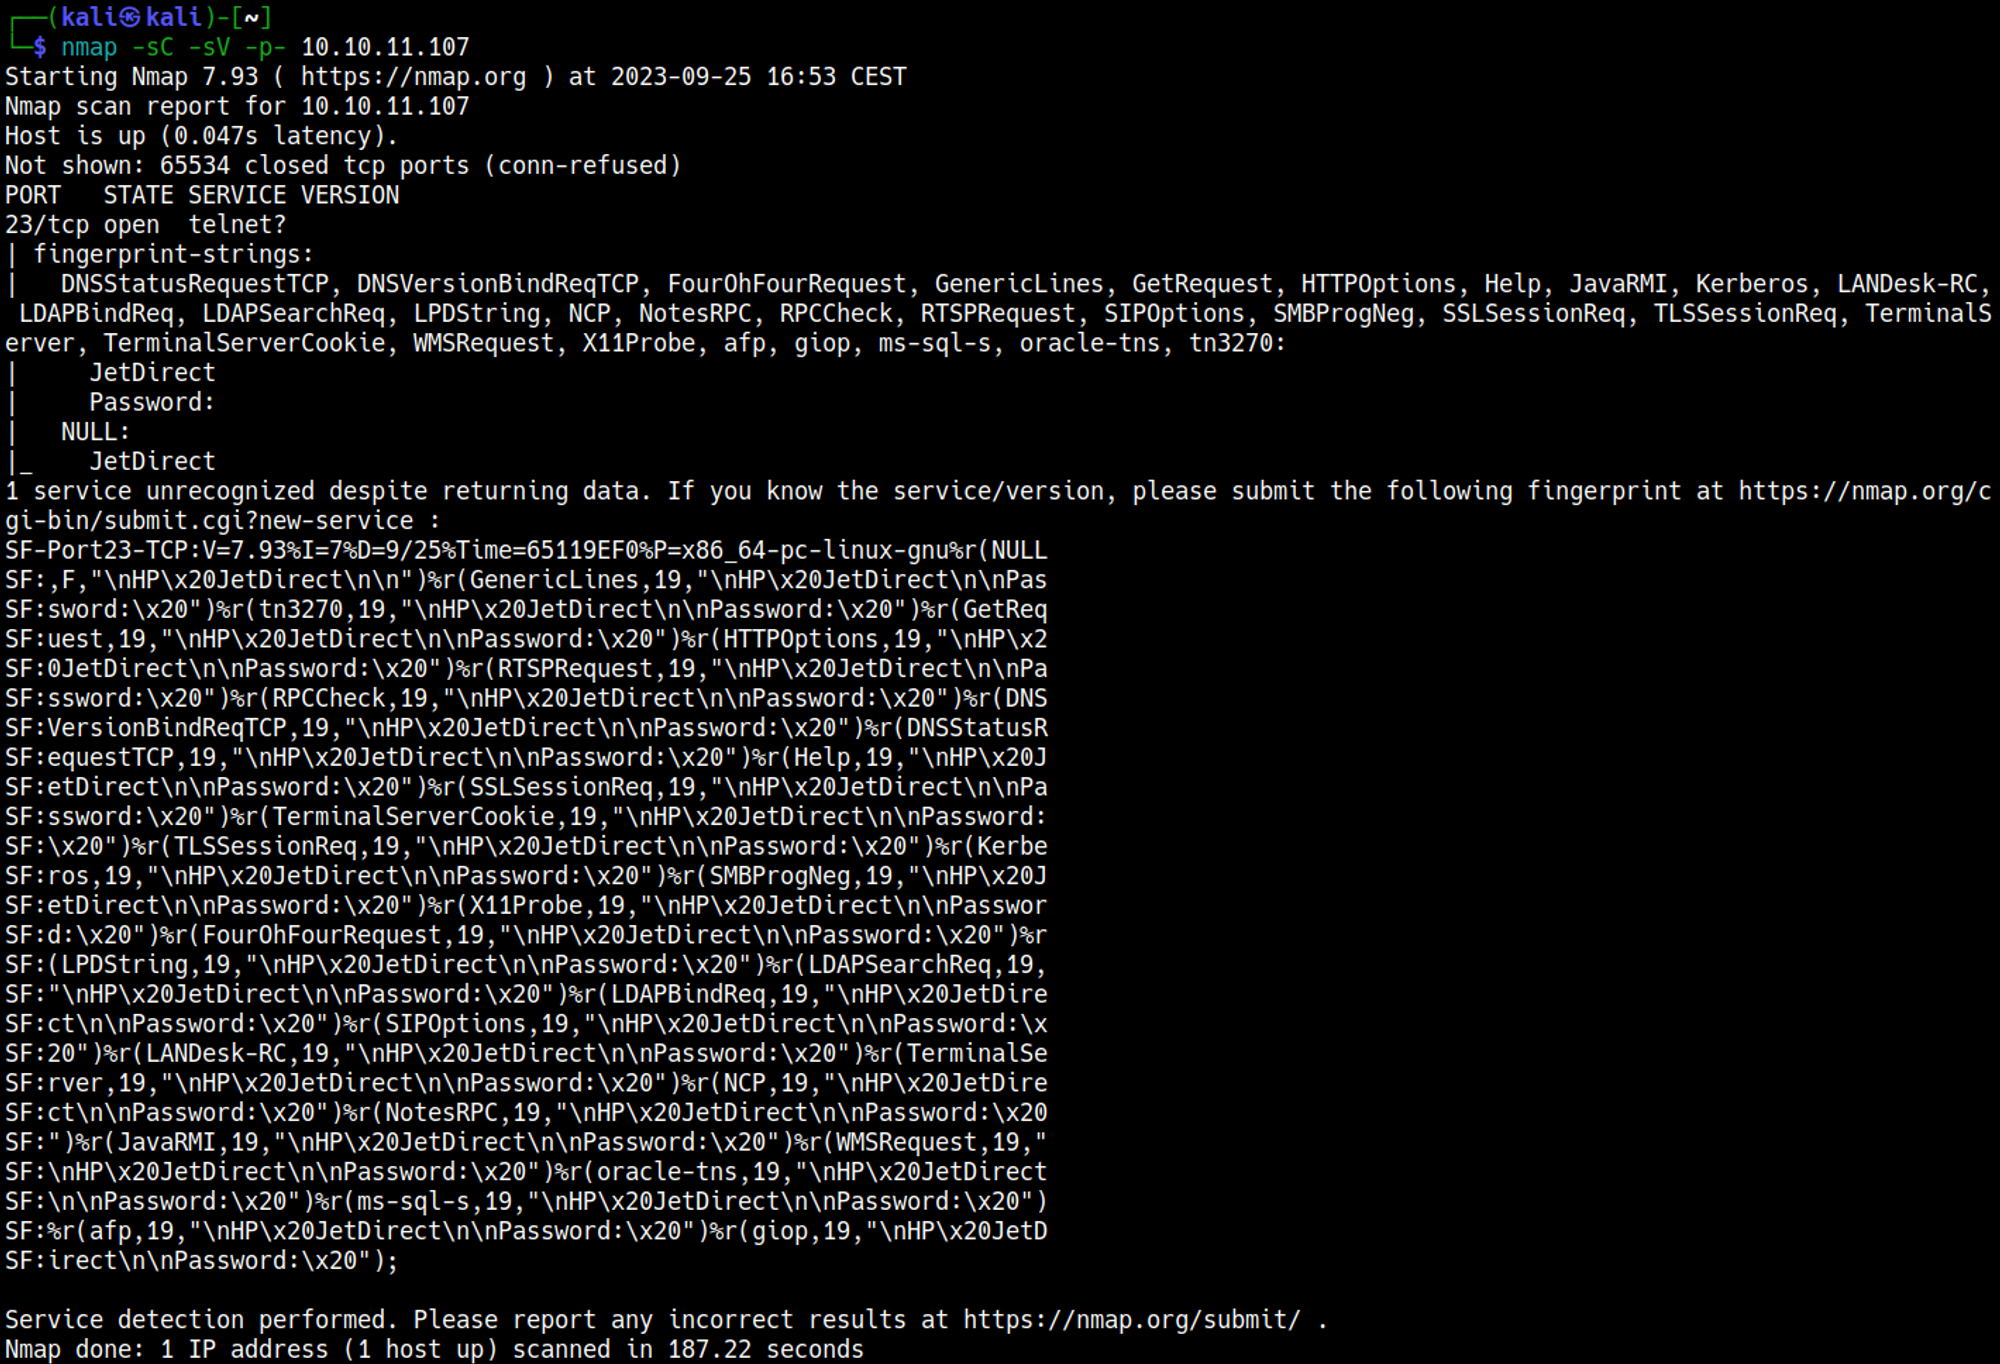 ┌──(kali㉿kali)-[~]
└─$ nmap -sC -sV -p- 10.10.11.107
Starting Nmap 7.93 ( https://nmap.org ) at 2023-09-25 16:53 CEST
Nmap scan report for 10.10.11.107
Host is up (0.047s latency).
Not shown: 65534 closed tcp ports (conn-refused)
PORT   STATE SERVICE VERSION
23/tcp open  telnet?
| fingerprint-strings:
|   DNSStatusRequestTCP, DNSVersionBindReqTCP, FourOhFourRequest, GenericLines, GetRequest, HTTPOptions, Help, JavaRMI, Kerberos, LANDesk-RC,
 LDAPBindReq, LDAPSearchReq, LPDString, NCP, NotesRPC, RPCCheck, RTSPRequest, SIPOptions, SMBProgNeg, SSLSessionReq, TLSSessionReq, TerminalS
erver, TerminalServerCookie, WMSRequest, X11Probe, afp, giop, ms-sql-s, oracle-tns, tn3270:
|     JetDirect
|     Password:
|   NULL:
|_    JetDirect
1 service unrecognized despite returning data. If you know the service/version, please submit the following fingerprint at https://nmap.org/c
gi-bin/submit.cgi?new-service :
SF-Port23-TCP:V=7.93%I=7%D=9/25%Time=65119EF0%P=x86_64-pc-linux-gnu%r(NULL
SF:,F,"\nHP\x20JetDirect\n\n")%r(GenericLines,19,"\nHP\x20JetDirect\n\nPas
SF:sword:\x20")%r(tn3270,19,"\nHP\x20JetDirect\n\nPassword:\x20")%r(GetReq
SF:uest,19,"\nHP\x20JetDirect\n\nPassword:\x20")%r(HTTPOptions,19,"\nHP\x2
SF:0JetDirect\n\nPassword:\x20")%r(RTSPRequest,19,"\nHP\x20JetDirect\n\nPa
SF:ssword:\x20")%r(RPCCheck,19,"\nHP\x20JetDirect\n\nPassword:\x20")%r(DNS
SF:VersionBindReqTCP,19,"\nHP\x20JetDirect\n\nPassword:\x20")%r(DNSStatusR
SF:equestTCP,19,"\nHP\x20JetDirect\n\nPassword:\x20")%r(Help,19,"\nHP\x20J
SF:etDirect\n\nPassword:\x20")%r(SSLSessionReq,19,"\nHP\x20JetDirect\n\nPa
SF:ssword:\x20")%r(TerminalServerCookie,19,"\nHP\x20JetDirect\n\nPassword:
SF:\x20")%r(TLSSessionReq,19,"\nHP\x20JetDirect\n\nPassword:\x20")%r(Kerbe
SF:ros,19,"\nHP\x20JetDirect\n\nPassword:\x20")%r(SMBProgNeg,19,"\nHP\x20J
SF:etDirect\n\nPassword:\x20")%r(X11Probe,19,"\nHP\x20JetDirect\n\nPasswor
SF:d:\x20")%r(FourOhFourRequest,19,"\nHP\x20JetDirect\n\nPassword:\x20")%r
SF:(LPDString,19,"\nHP\x20JetDirect\n\nPassword:\x20")%r(LDAPSearchReq,19,
SF:"\nHP\x20JetDirect\n\nPassword:\x20")%r(LDAPBindReq,19,"\nHP\x20JetDire
SF:ct\n\nPassword:\x20")%r(SIPOptions,19,"\nHP\x20JetDirect\n\nPassword:\x
SF:20")%r(LANDesk-RC,19,"\nHP\x20JetDirect\n\nPassword:\x20")%r(TerminalSe
SF:rver,19,"\nHP\x20JetDirect\n\nPassword:\x20")%r(NCP,19,"\nHP\x20JetDire
SF:ct\n\nPassword:\x20")%r(NotesRPC,19,"\nHP\x20JetDirect\n\nPassword:\x20
SF:")%r(JavaRMI,19,"\nHP\x20JetDirect\n\nPassword:\x20")%r(WMSRequest,19,"
SF:\nHP\x20JetDirect\n\nPassword:\x20")%r(oracle-tns,19,"\nHP\x20JetDirect
SF:\n\nPassword:\x20")%r(ms-sql-s,19,"\nHP\x20JetDirect\n\nPassword:\x20")
SF:%r(afp,19,"\nHP\x20JetDirect\n\nPassword:\x20")%r(giop,19,"\nHP\x20JetD
SF:irect\n\nPassword:\x20");

Service detection performed. Please report any incorrect results at https://nmap.org/submit/ .
Nmap done: 1 IP address (1 host up) scanned in 187.22 seconds